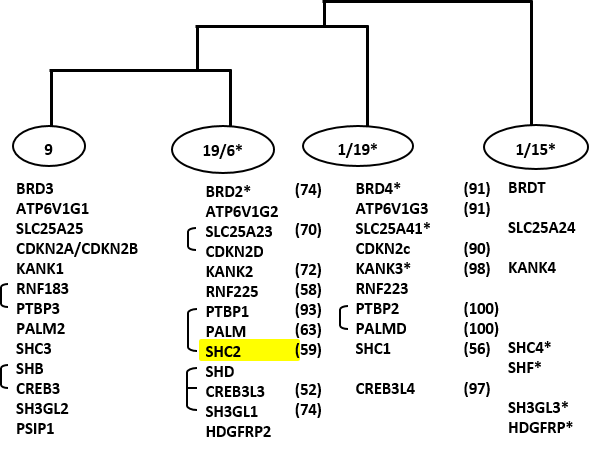 9 19/6* 1/19* 1/15*
BRD3 BRD2* (74) BRD4* (91) BRDT
ATP6V1G1 ATP6V1G2 ATP6V1G3 (91)
SLC25A25 SLC25A23 (70) SLC25A41* SLC25A24
CDKN2A/CDKN2B CDKN2D CDKN2c (90)
KANK1 KANK2 (72) KANK3* (98) KANK4
RNF183 RNF225 (58) RNF223
PTBP3 PTBP1 (93) PTBP2 (100)
PALM2 PALM (63) PALMD (100)
SHC3 SHC2 (59) SHC1 (56) SHC4*
SHB SHD SHF*
CREB3 CREB3L3 (52) CREB3L4 (97)
SH3GL2 SH3GL1 (74) SH3GL3*
PSIP1 HDGFRP2 HDGFRP*